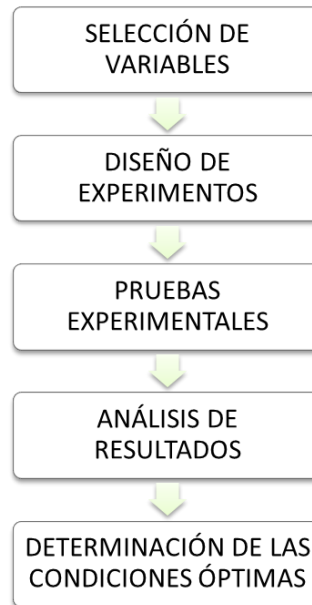 SELECCIÓN DE
VARIABLES
DISEÑO DE
EXPERIMENTOS
PRUEBAS
EXPERIMENTALES
ANÁLISIS DE
RESULTADOS
DETERMINACIÓN DE LAS
CONDICIONES ÓPTIMAS